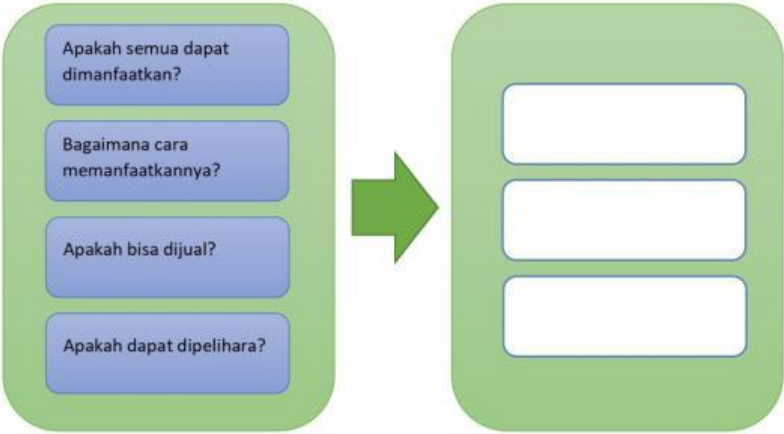 Apakah semua dapat
dimanfaatkan?
Bagaimana cara
memanfaatkannya?
Apakah bisa dijual?
Apakah dapat dipelihara?